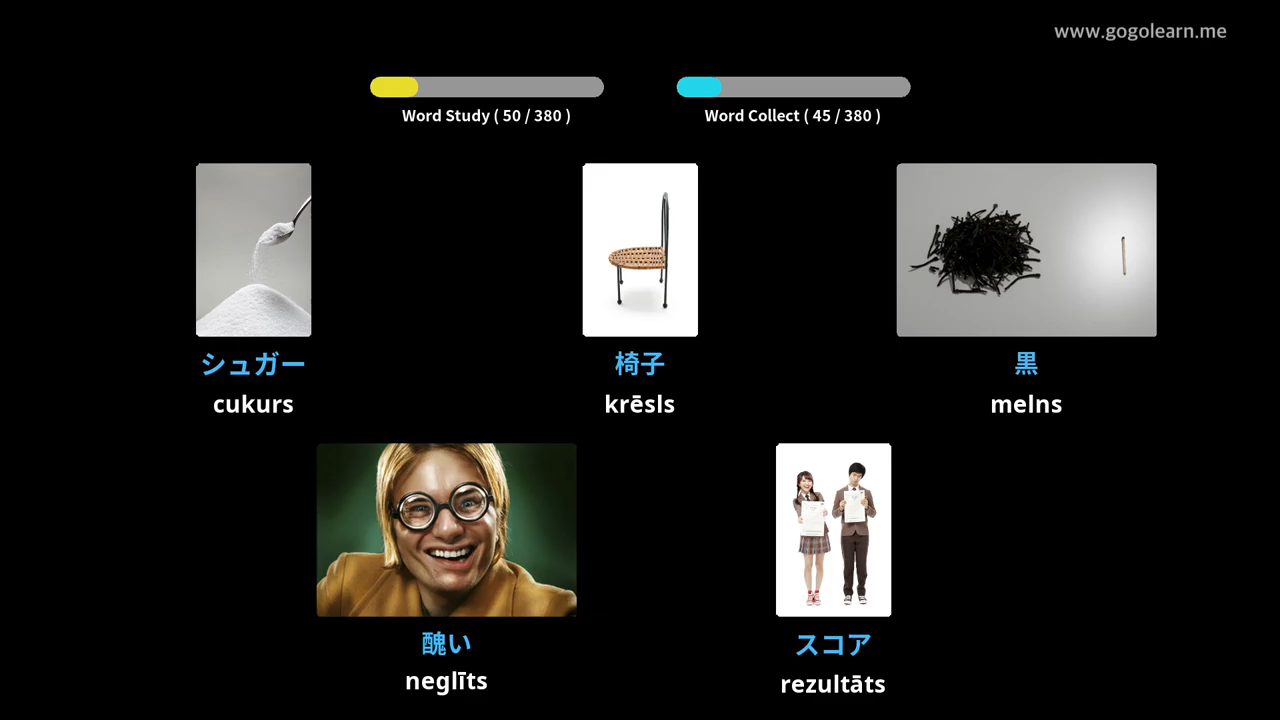 www.gogolearn.me
Word Study ( 50 / 380 )
Word Collect ( 45 / 380 )
シュガー
cukurs
椅子
krēsls
黒
melns
醜い
neglīts
スコア
rezultāts